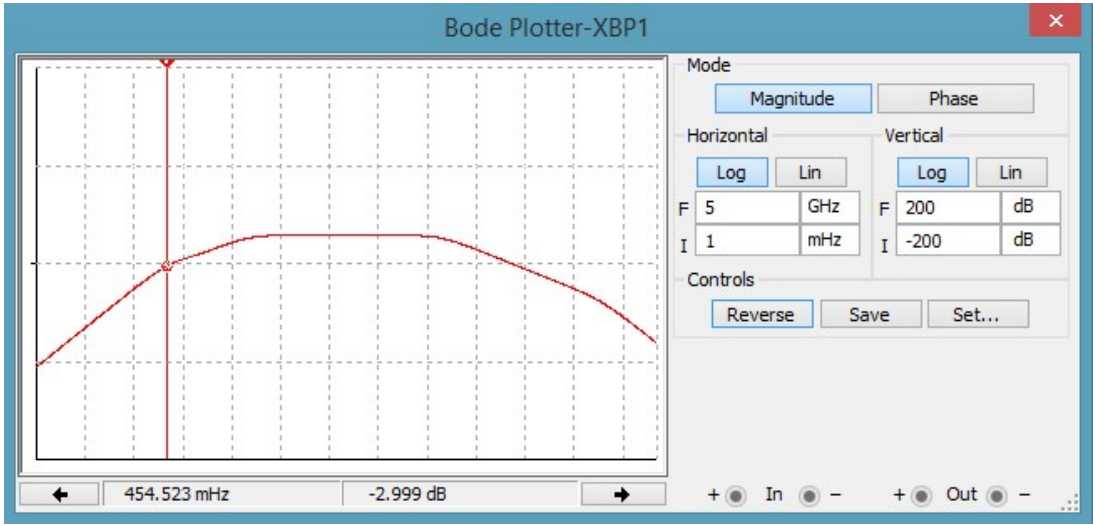 Bode Plotter-XBP1
Mode
Magnitude Phase
Horizontal Vertical
Log Lin Log Lin
F 5 GHz F 200 dB
I 1 mHz I -200 dB
Controls
Reverse Save Set...
454.523 mHz -2.999 dB + In - + Out -